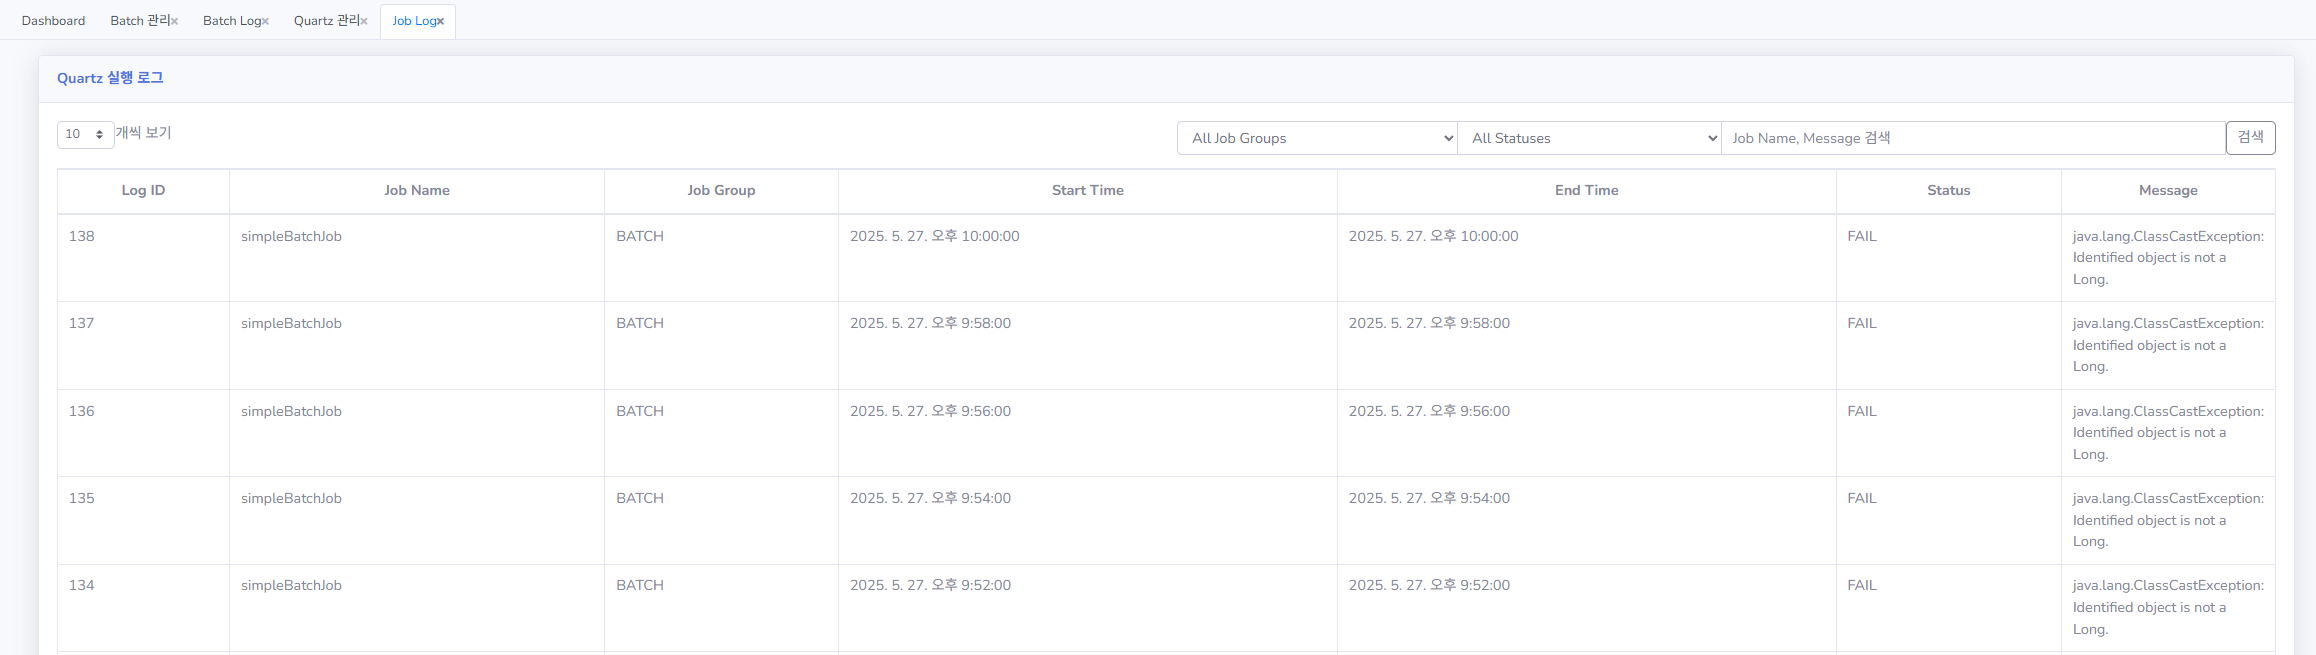 Dashboard Batch 관리× Batch Log× Quartz 관리× Job Log×
Quartz 실행 로그
10 개씩 보기 All Job Groups All Statuses Job Name, Message 검색 검색
Log ID Job Name Job Group Start Time End Time Status Message
138 simpleBatchJob BATCH 2025. 5. 27. 오후 10:00:00 2025. 5. 27. 오후 10:00:00 FAIL java.lang.ClassCastException:
Identified object is not a
Long.
137 simpleBatchJob BATCH 2025. 5. 27. 오후 9:58:00 2025. 5. 27. 오후 9:58:00 FAIL java.lang.ClassCastException:
Identified object is not a
Long.
136 simpleBatchJob BATCH 2025. 5. 27. 오후 9:56:00 2025. 5. 27. 오후 9:56:00 FAIL java.lang.ClassCastException:
Identified object is not a
Long.
135 simpleBatchJob BATCH 2025. 5. 27. 오후 9:54:00 2025. 5. 27. 오후 9:54:00 FAIL java.lang.ClassCastException:
Identified object is not a
Long.
134 simpleBatchJob BATCH 2025. 5. 27. 오후 9:52:00 2025. 5. 27. 오후 9:52:00 FAIL java.lang.ClassCastException:
Identified object is not a
Long.